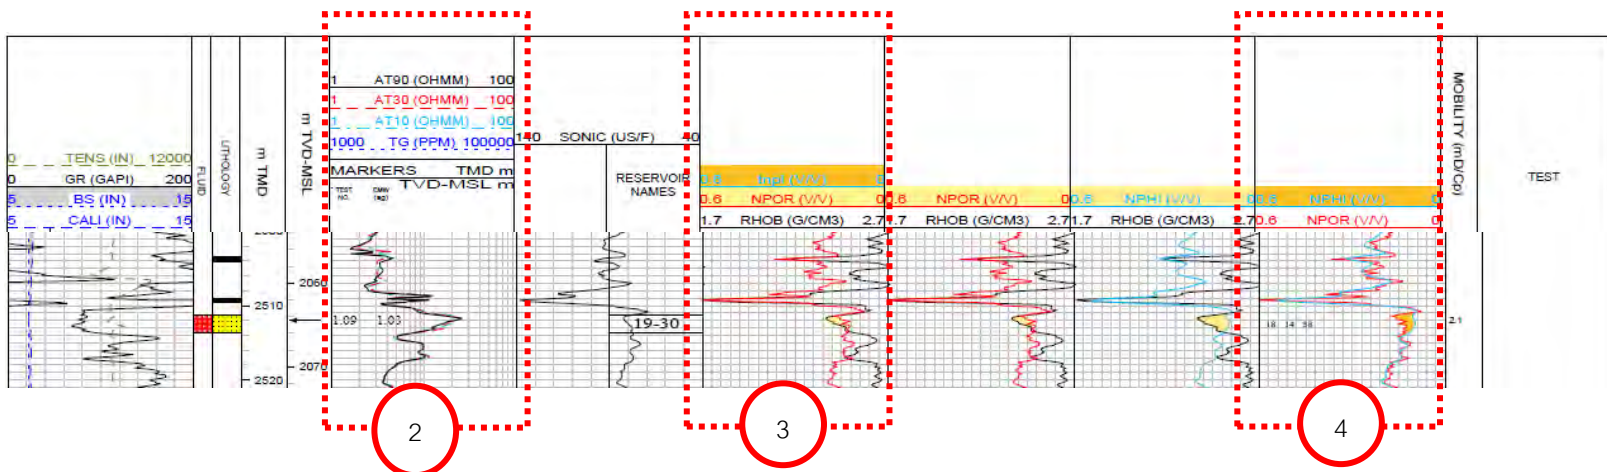 0 TENS (IN) 12000
0 GR (GAPI) 200
5 BS (IN) 15
5 CALI (IN) 15
FLUID
LITHOLOGY
m TMD
m TVD-MSL
1 AT90 (OHMM) 100
1 AT30 (OHMM) 100
1 AT10 (OHMM) 100
1000 TG (PPM) 100000
MARKERS TMD m
TVD-MSL m
TEST NO.
140 SONIC (US/F) 40
RESERVOIR
NAMES
0.6 NPOR (V/V) 0
1.7 RHOB (G/CM3) 2.7
0.6 NPOR (V/V) 0
1.7 RHOB (G/CM3) 2.7
0.6 NPHI (V/V) 0
1.7 RHOB (G/CM3) 2.7
0.6 NPHI (V/V) 0
0.6 NPOR (V/V) 0
MOBILITY (mD/Cp)
TEST
2060
2510
1.09 1.03
19-30
18 14 38
2.1
2070
2520
2
3
4